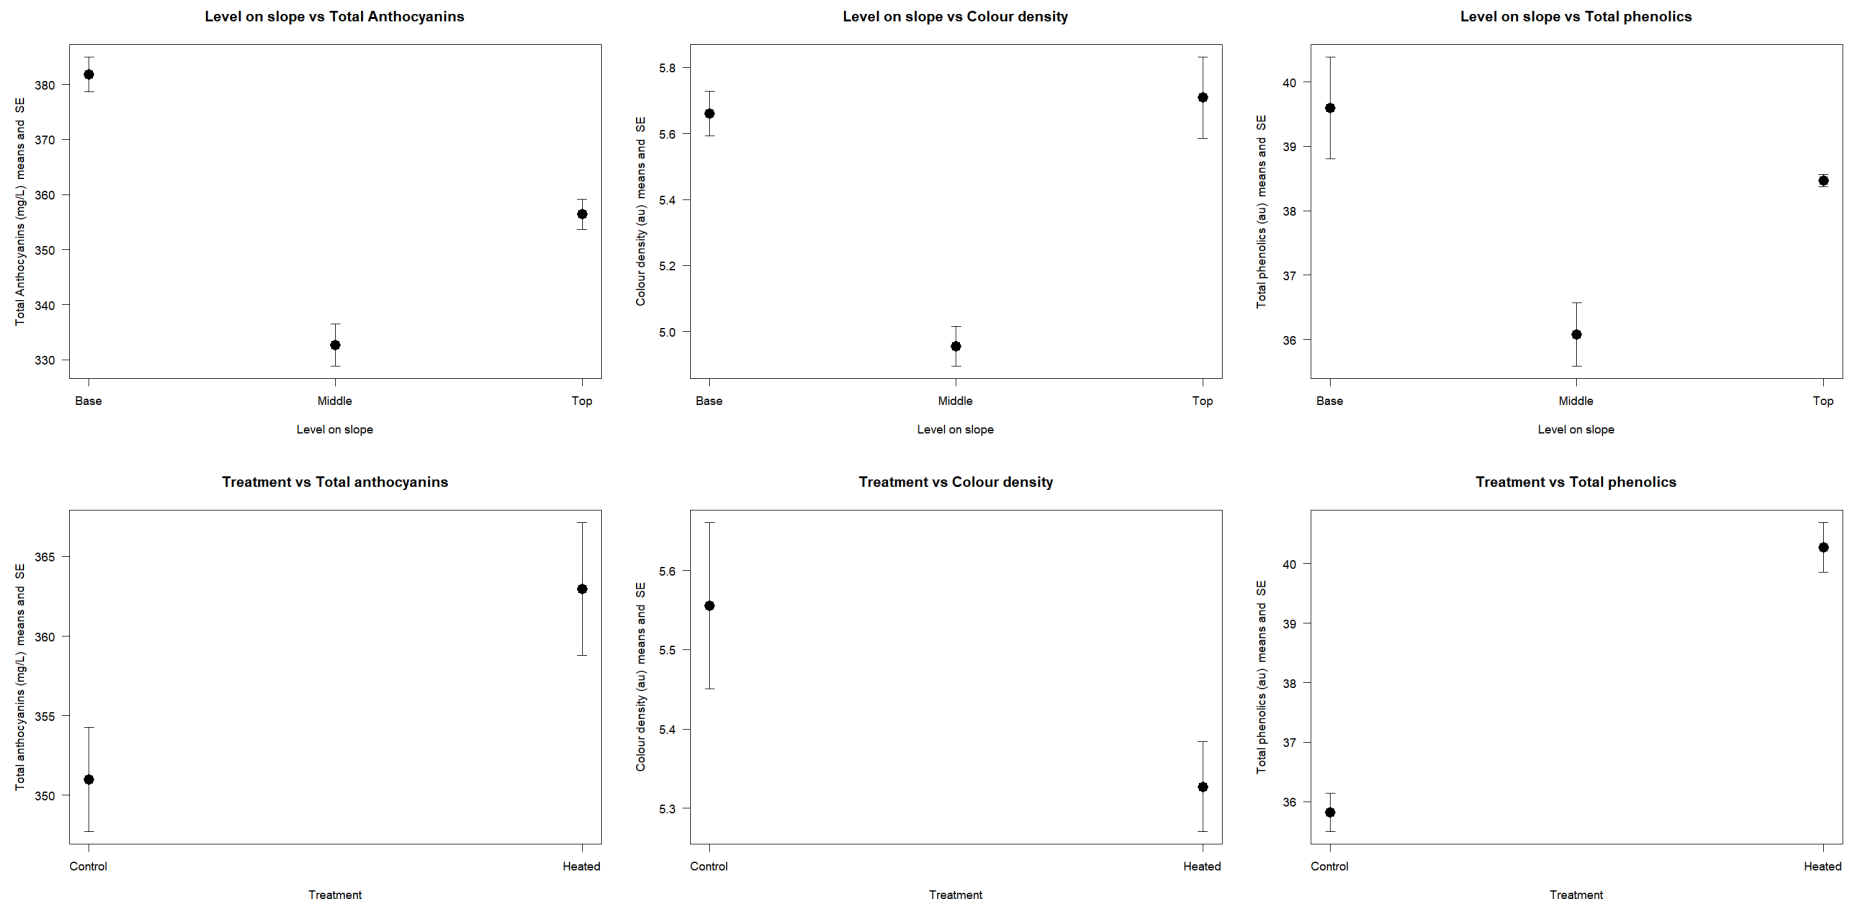 Level on slope vs Total Anthocyanins
Total Anthocyanins (mg/L)  means and  SE
380
370
360
350
340
330
Base
Middle
Top
Level on slope
Level on slope vs Colour density
Colour density (au)  means and  SE
5.8
5.6
5.4
5.2
5.0
Base
Middle
Top
Level on slope
Level on slope vs Total phenolics
Total phenolics (au)  means and  SE
40
39
38
37
36
Base
Middle
Top
Level on slope
Treatment vs Total anthocyanins
Total anthocyanins (mg/L)  means and  SE
365
360
355
350
Control
Heated
Treatment
Treatment vs Colour density
Colour density (au)  means and  SE
5.6
5.5
5.4
5.3
Control
Heated
Treatment
Treatment vs Total phenolics
Total phenolics (au)  means and  SE
40
39
38
37
36
Control
Heated
Treatment